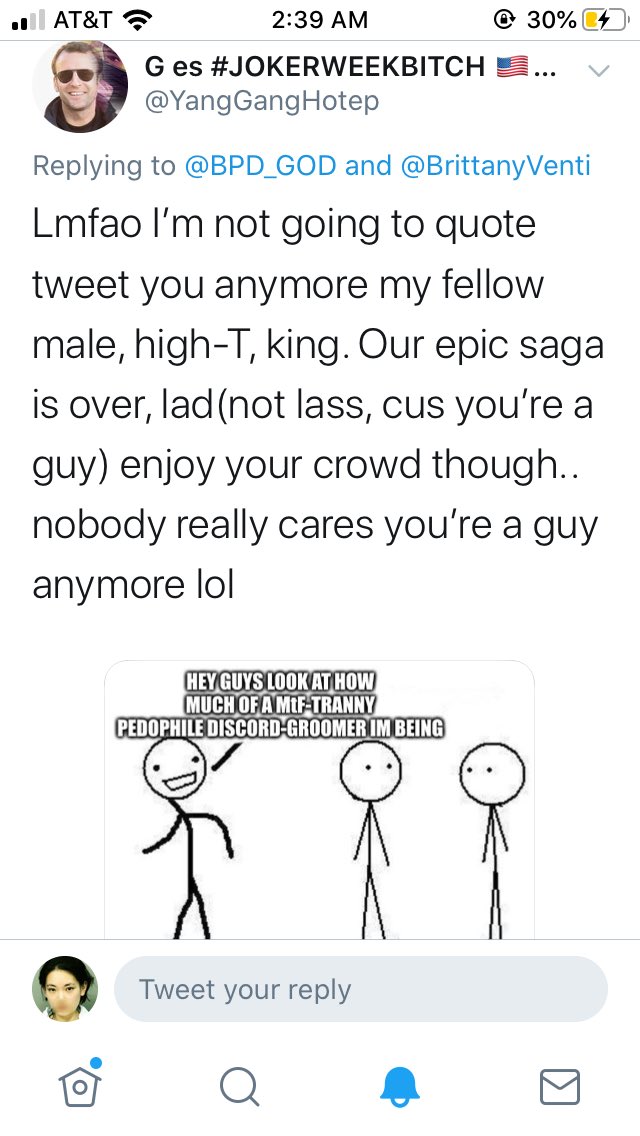 AT&T 2:39 AM 30%
G es #JOKERWEEKBITCH 🇺🇸...
@YangGangHotep
Replying to @BPD_GOD and @BrittanyVenti
Lmfao I’m not going to quote
tweet you anymore my fellow
male, high-T, king. Our epic saga
is over, lad(not lass, cus you’re a
guy) enjoy your crowd though..
nobody really cares you’re a guy
anymore lol
HEY GUYS LOOK AT HOW
MUCH OF A MtF-TRANNY
PEDOPHILE DISCORD-GROOMER IM BEING
Tweet your reply